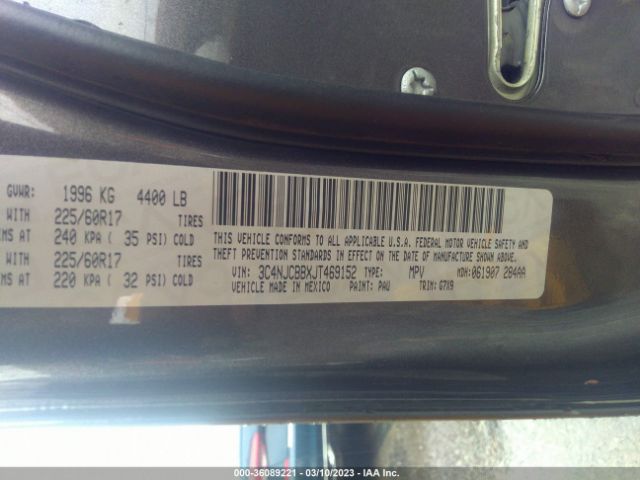 GVWR: 1996 KG 4400 LB
WITH 225/60R17 TIRES
MS AT 240 KPA ( 35 PSI) COLD
WITH 225/60R17 TIRES
MS AT 220 KPA ( 32 PSI) COLD
THIS VEHICLE CONFORMS TO ALL APPLICABLE U.S.A. FEDERAL MOTOR VEHICLE SAFETY AND
THEFT PREVENTION STANDARDS IN EFFECT ON THE DATE OF MANUFACTURE SHOWN ABOVE.
VIN: 3C4NJCBBXJT469152 TYPE: MPV MDH: 061907 284AA
VEHICLE MADE IN MEXICO PAINT: PAU TRIM: G7X9
000-36089221 - 03/10/2023 - IAA Inc.